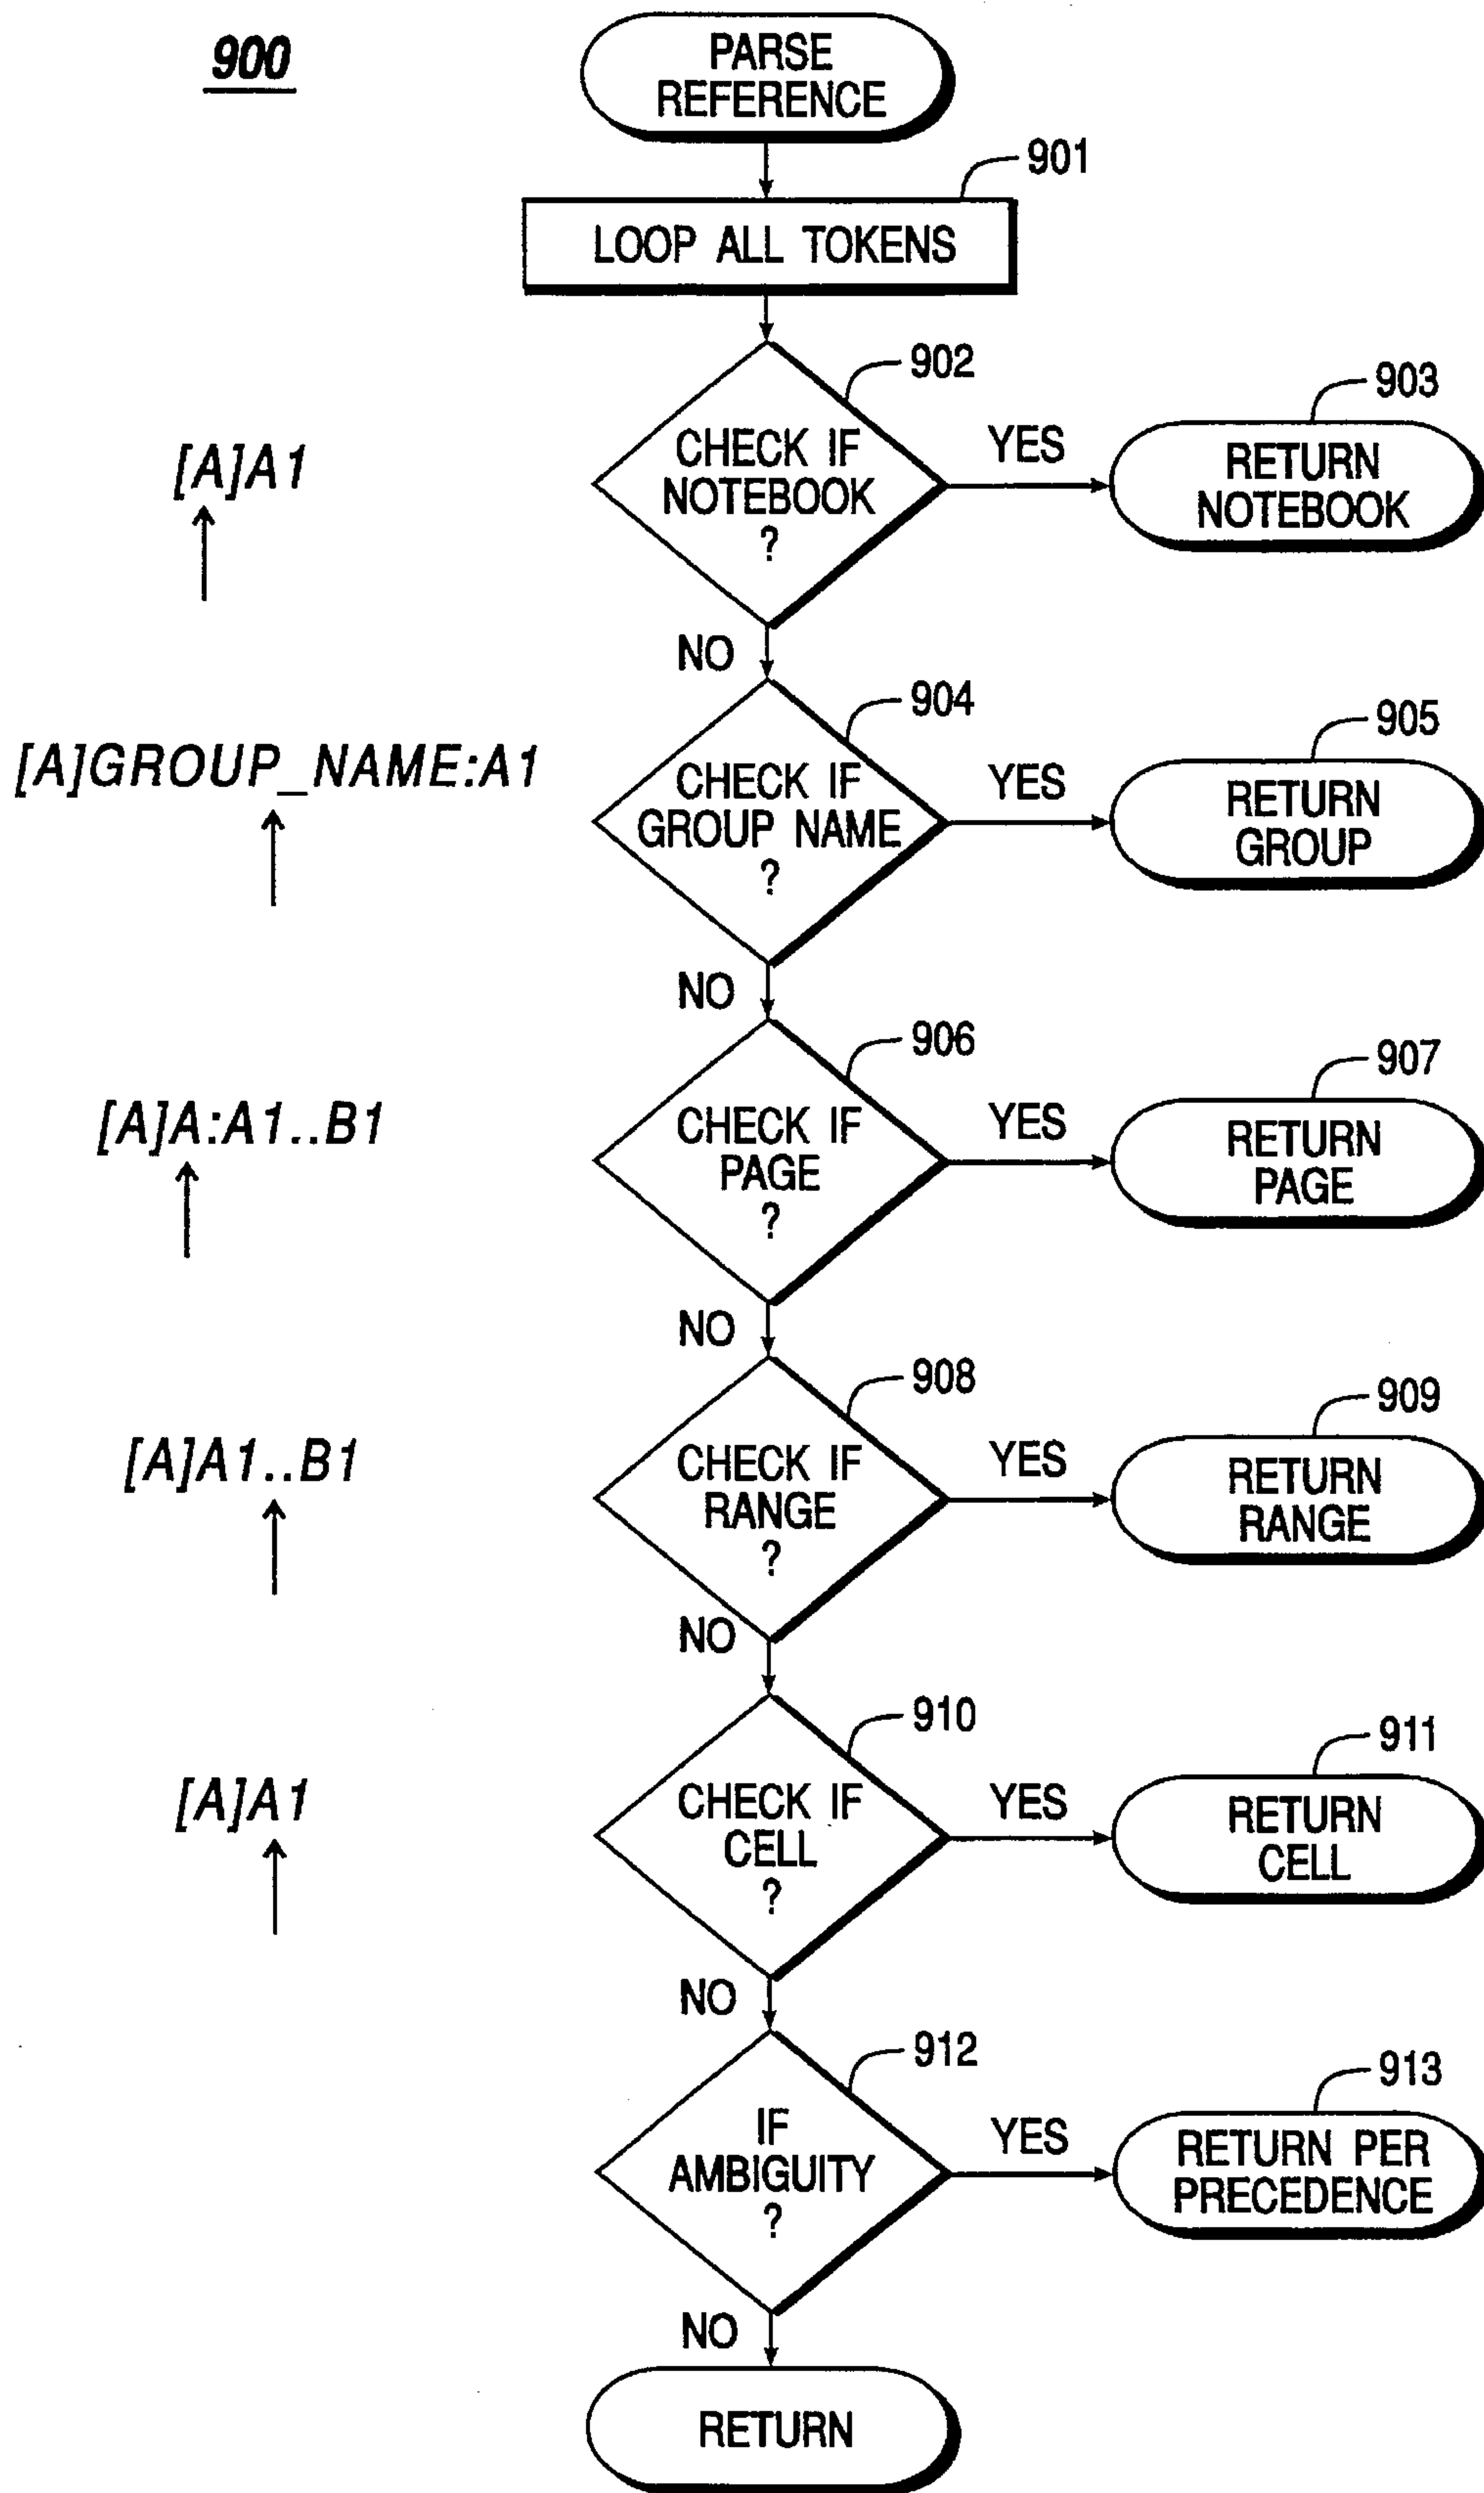 900
PARSE
REFERENCE
901
LOOP ALL TOKENS
902
903
[A]A1
CHECK IF
NOTEBOOK
?
YES
RETURN
NOTEBOOK
NO
904
905
[A]GROUP_NAME:A1
CHECK IF
GROUP NAME
?
YES
RETURN
GROUP
NO
906
907
[A]A:A1..B1
CHECK IF
PAGE
?
YES
RETURN
PAGE
NO
908
909
[A]A1..B1
CHECK IF
RANGE
?
YES
RETURN
RANGE
NO
910
911
[A]A1
CHECK IF
CELL
?
YES
RETURN
CELL
NO
912
913
IF
AMBIGUITY
?
YES
RETURN PER
PRECEDENCE
NO
RETURN